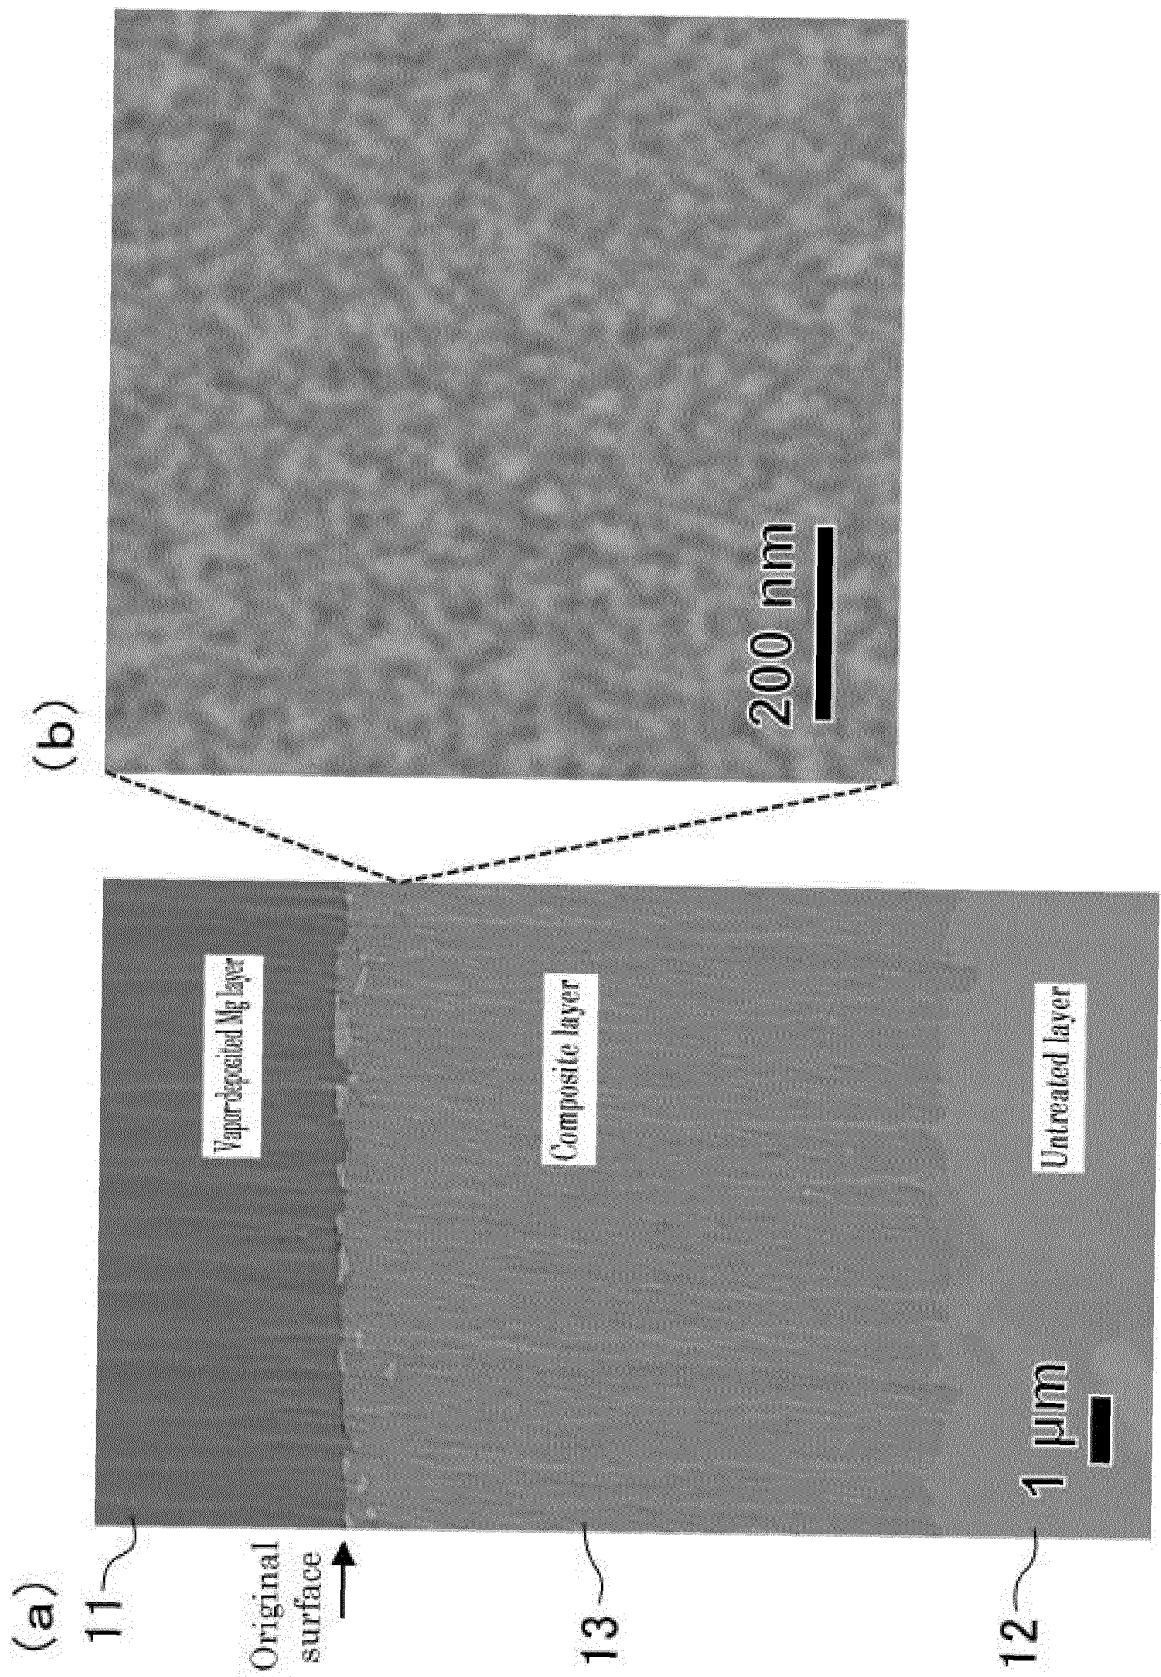 (a)
11
Vapor-deposited Mg layer
Original
surface
13
Composite layer
12
Untreated layer
1 μm
(b)
200 nm